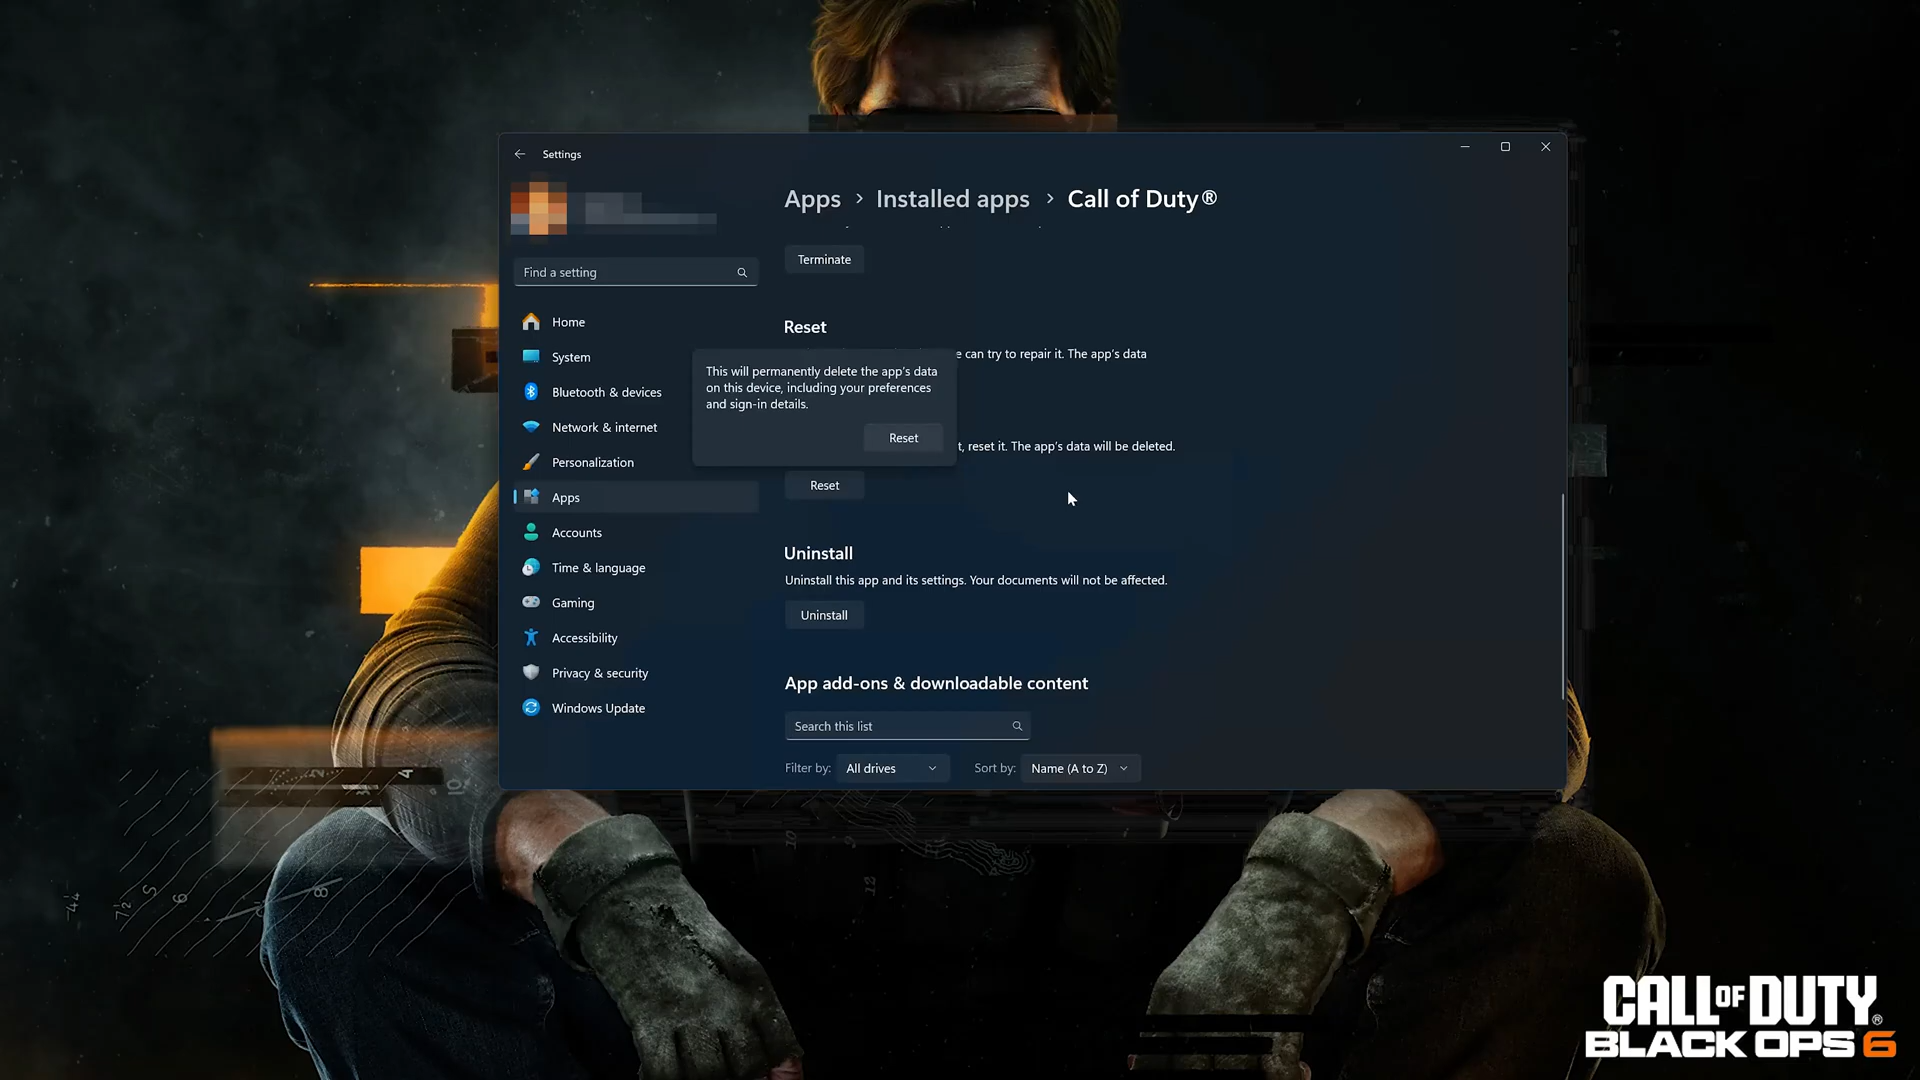 Settings
Apps > Installed apps > Call of Duty®
Terminate
Find a setting
Home
System
Bluetooth & devices
Network & internet
Personalization
Apps
Accounts
Time & language
Gaming
Accessibility
Privacy & security
Windows Update
Reset
can try to repair it. The app's data
This will permanently delete the app's data
on this device, including your preferences
and sign-in details.
Reset
reset it. The app's data will be deleted.
Reset
Uninstall
Uninstall this app and its settings. Your documents will not be affected.
Uninstall
App add-ons & downloadable content
Search this list
Filter by: All drives Sort by: Name (A to Z)
CALL OF DUTY®
BLACK OPS 6